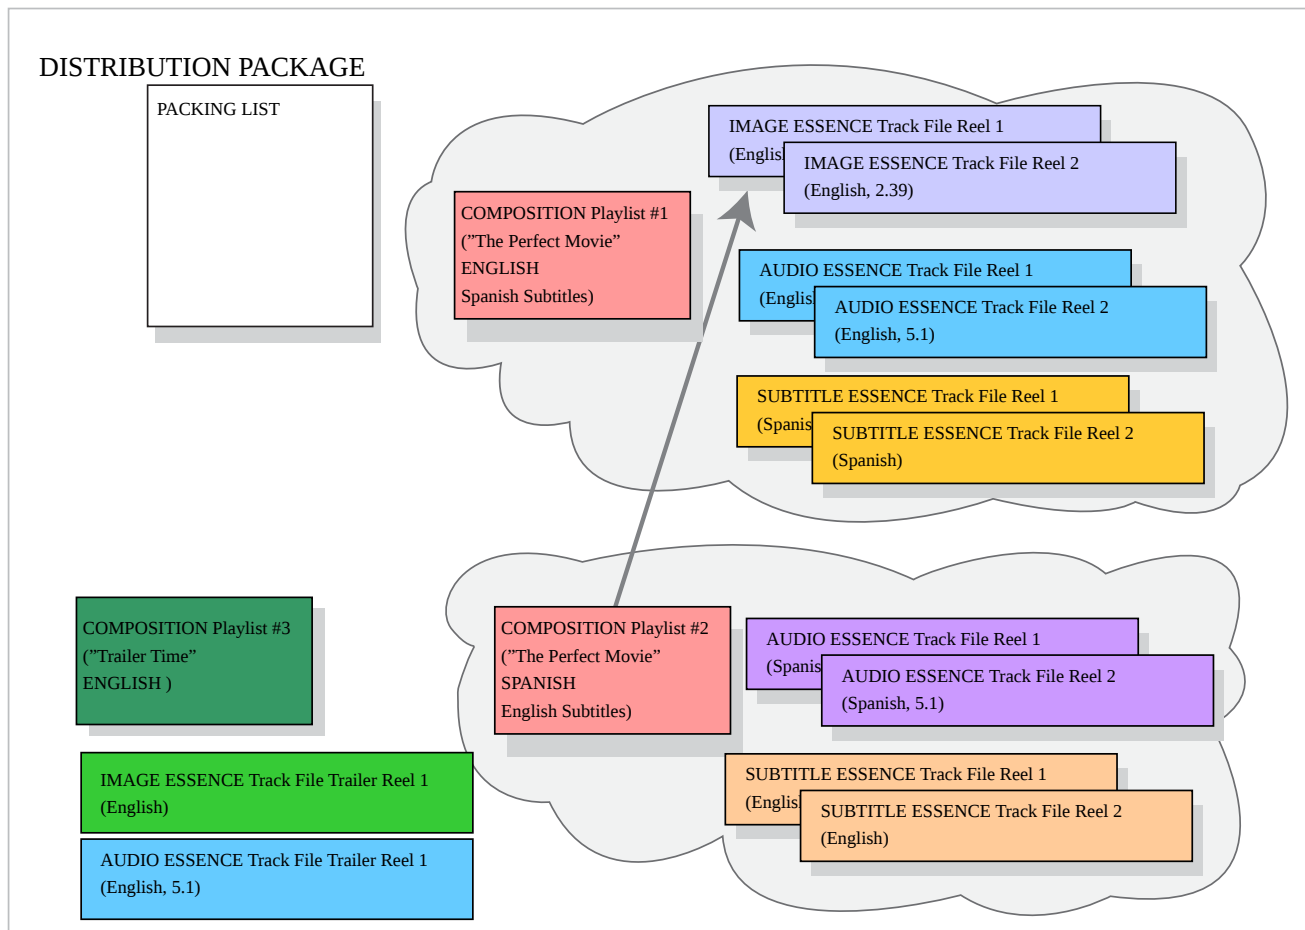 DISTRIBUTION PACKAGE
PACKING LIST
IMAGE ESSENCE Track File Reel 1
(Englis
IMAGE ESSENCE Track File Reel 2
(English, 2.39)
COMPOSITION Playlist #1
(”The Perfect Movie”
ENGLISH
Spanish Subtitles)
AUDIO ESSENCE Track File Reel 1
(Englis
AUDIO ESSENCE Track File Reel 2
(English, 5.1)
SUBTITLE ESSENCE Track File Reel 1
(Spanis
SUBTITLE ESSENCE Track File Reel 2
(Spanish)
COMPOSITION Playlist #3
(”Trailer Time”
ENGLISH )
COMPOSITION Playlist #2
(”The Perfect Movie”
SPANISH
English Subtitles)
AUDIO ESSENCE Track File Reel 1
(Spanis
AUDIO ESSENCE Track File Reel 2
(Spanish, 5.1)
IMAGE ESSENCE Track File Trailer Reel 1
(English)
AUDIO ESSENCE Track File Trailer Reel 1
(English, 5.1)
SUBTITLE ESSENCE Track File Reel 1
(Englis
SUBTITLE ESSENCE Track File Reel 2
(English)